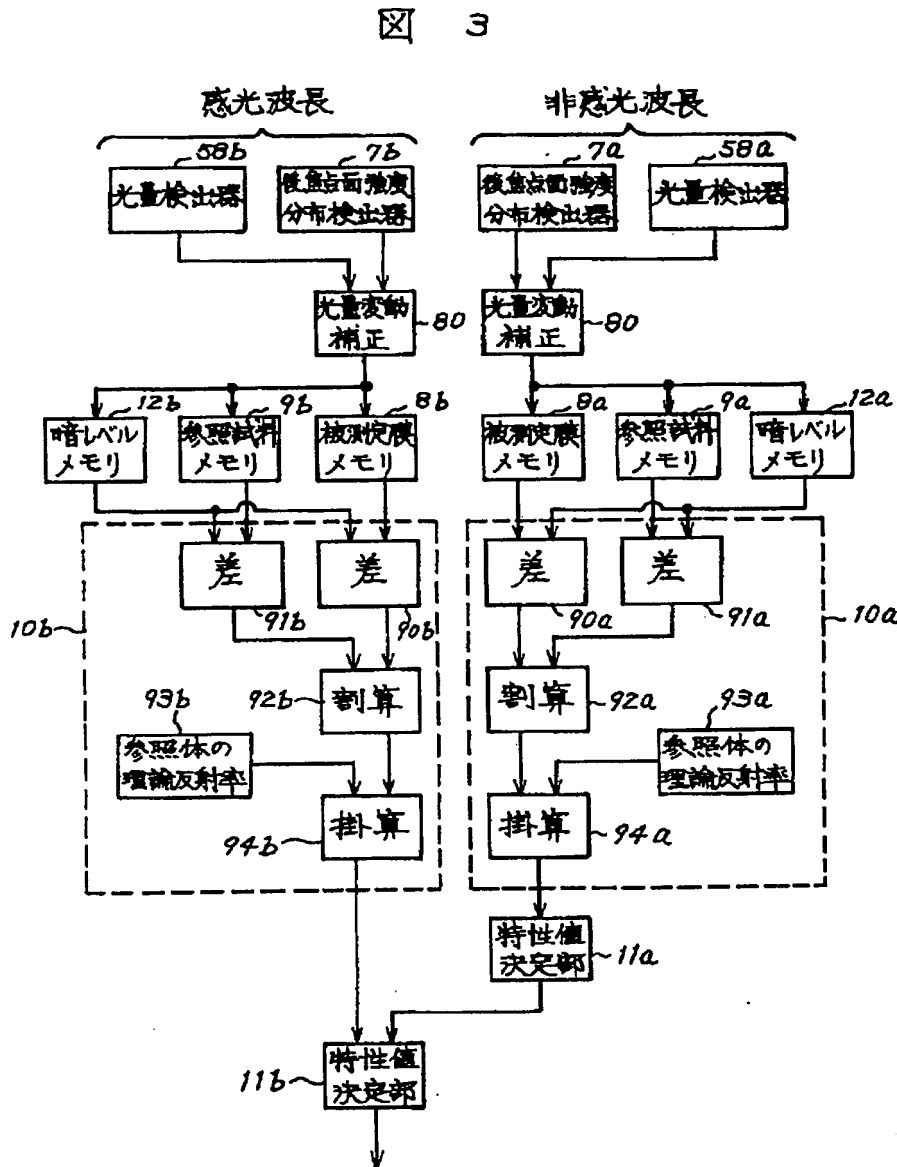 図 3
感光波長 非感光波長
58b 7b 7a 58a
光量検出器
後焦点面強度
分布検出器
後焦点面強度
分布検出器
光量検出器
光量変動
補正
80
光量変動
補正
80
12b 9b 8b 8a 9a 12a
暗レベル
メモリ
参照試料
メモリ
被測定膜
メモリ
被測定膜
メモリ
参照試料
メモリ
暗レベル
メモリ
差 差 差 差
10b 91b 90b 90a 91a 10a
92b 割算 割算 92a
93b 93a
参照体の
理論反射率
参照体の
理論反射率
掛算 掛算
94b 94a
特性値
決定部
11a
特性値
決定部
11b